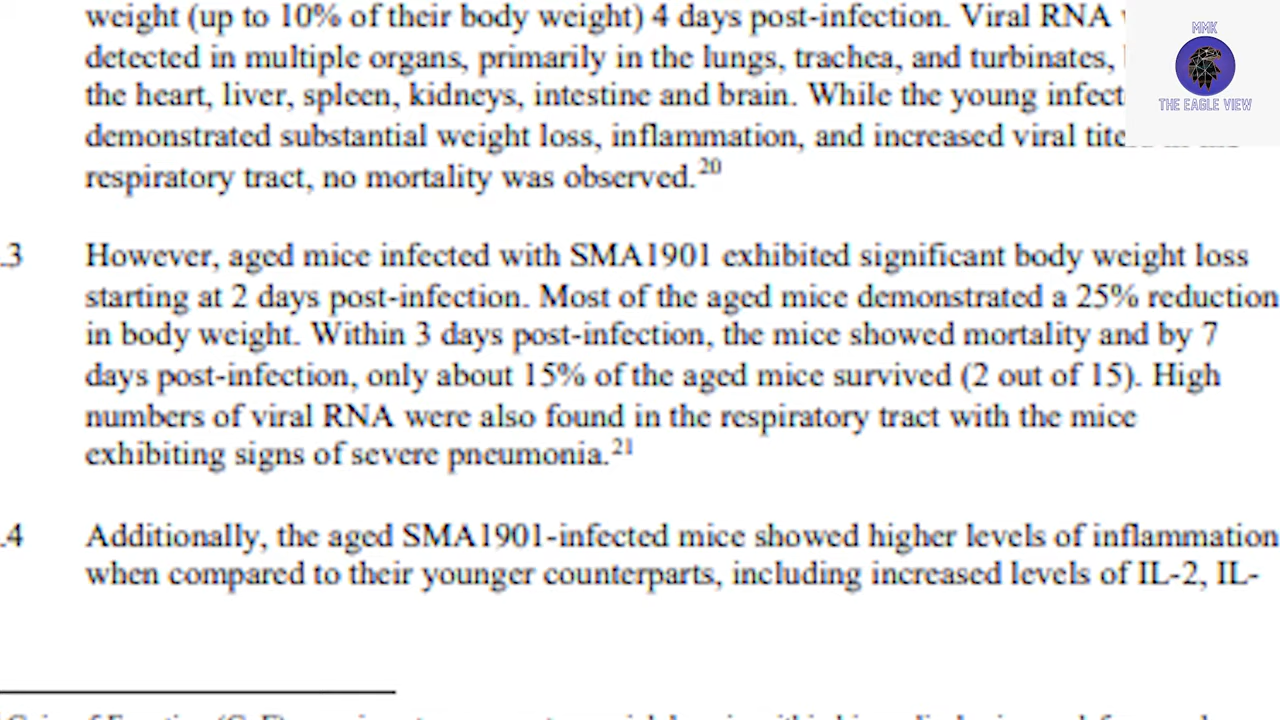 weight (up to 10% of their body weight) 4 days post-infection. Viral RNA
MMK
detected in multiple organs, primarily in the lungs, trachea, and turbinates,
the heart, liver, spleen, kidneys, intestine and brain. While the young infect
THE EAGLE VIEW
demonstrated substantial weight loss, inflammation, and increased viral tite
respiratory tract, no mortality was observed.20
.3 However, aged mice infected with SMA1901 exhibited significant body weight loss
starting at 2 days post-infection. Most of the aged mice demonstrated a 25% reduction
in body weight. Within 3 days post-infection, the mice showed mortality and by 7
days post-infection, only about 15% of the aged mice survived (2 out of 15). High
numbers of viral RNA were also found in the respiratory tract with the mice
exhibiting signs of severe pneumonia.21
.4 Additionally, the aged SMA1901-infected mice showed higher levels of inflammation
when compared to their younger counterparts, including increased levels of IL-2, IL-